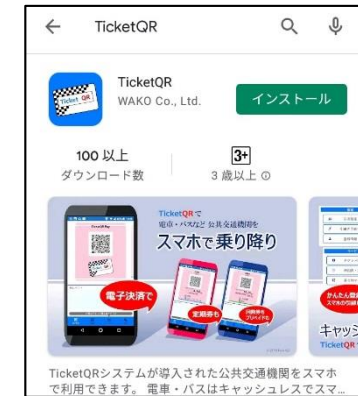 TicketQR
TicketQR
WAKO Co., Ltd.
インストール
100 以上
ダウンロード数
3+
3 歳以上
Ticket QR
TicketQRで
電車・バスなど公共交通機関を
スマホで乗り降り
電子決済で
定期券も
キャッシ
TicketQR
TicketQRシステムが導入された公共交通機関をスマホ
で利用できます。 電車・バスはキャッシュレスでスマ...